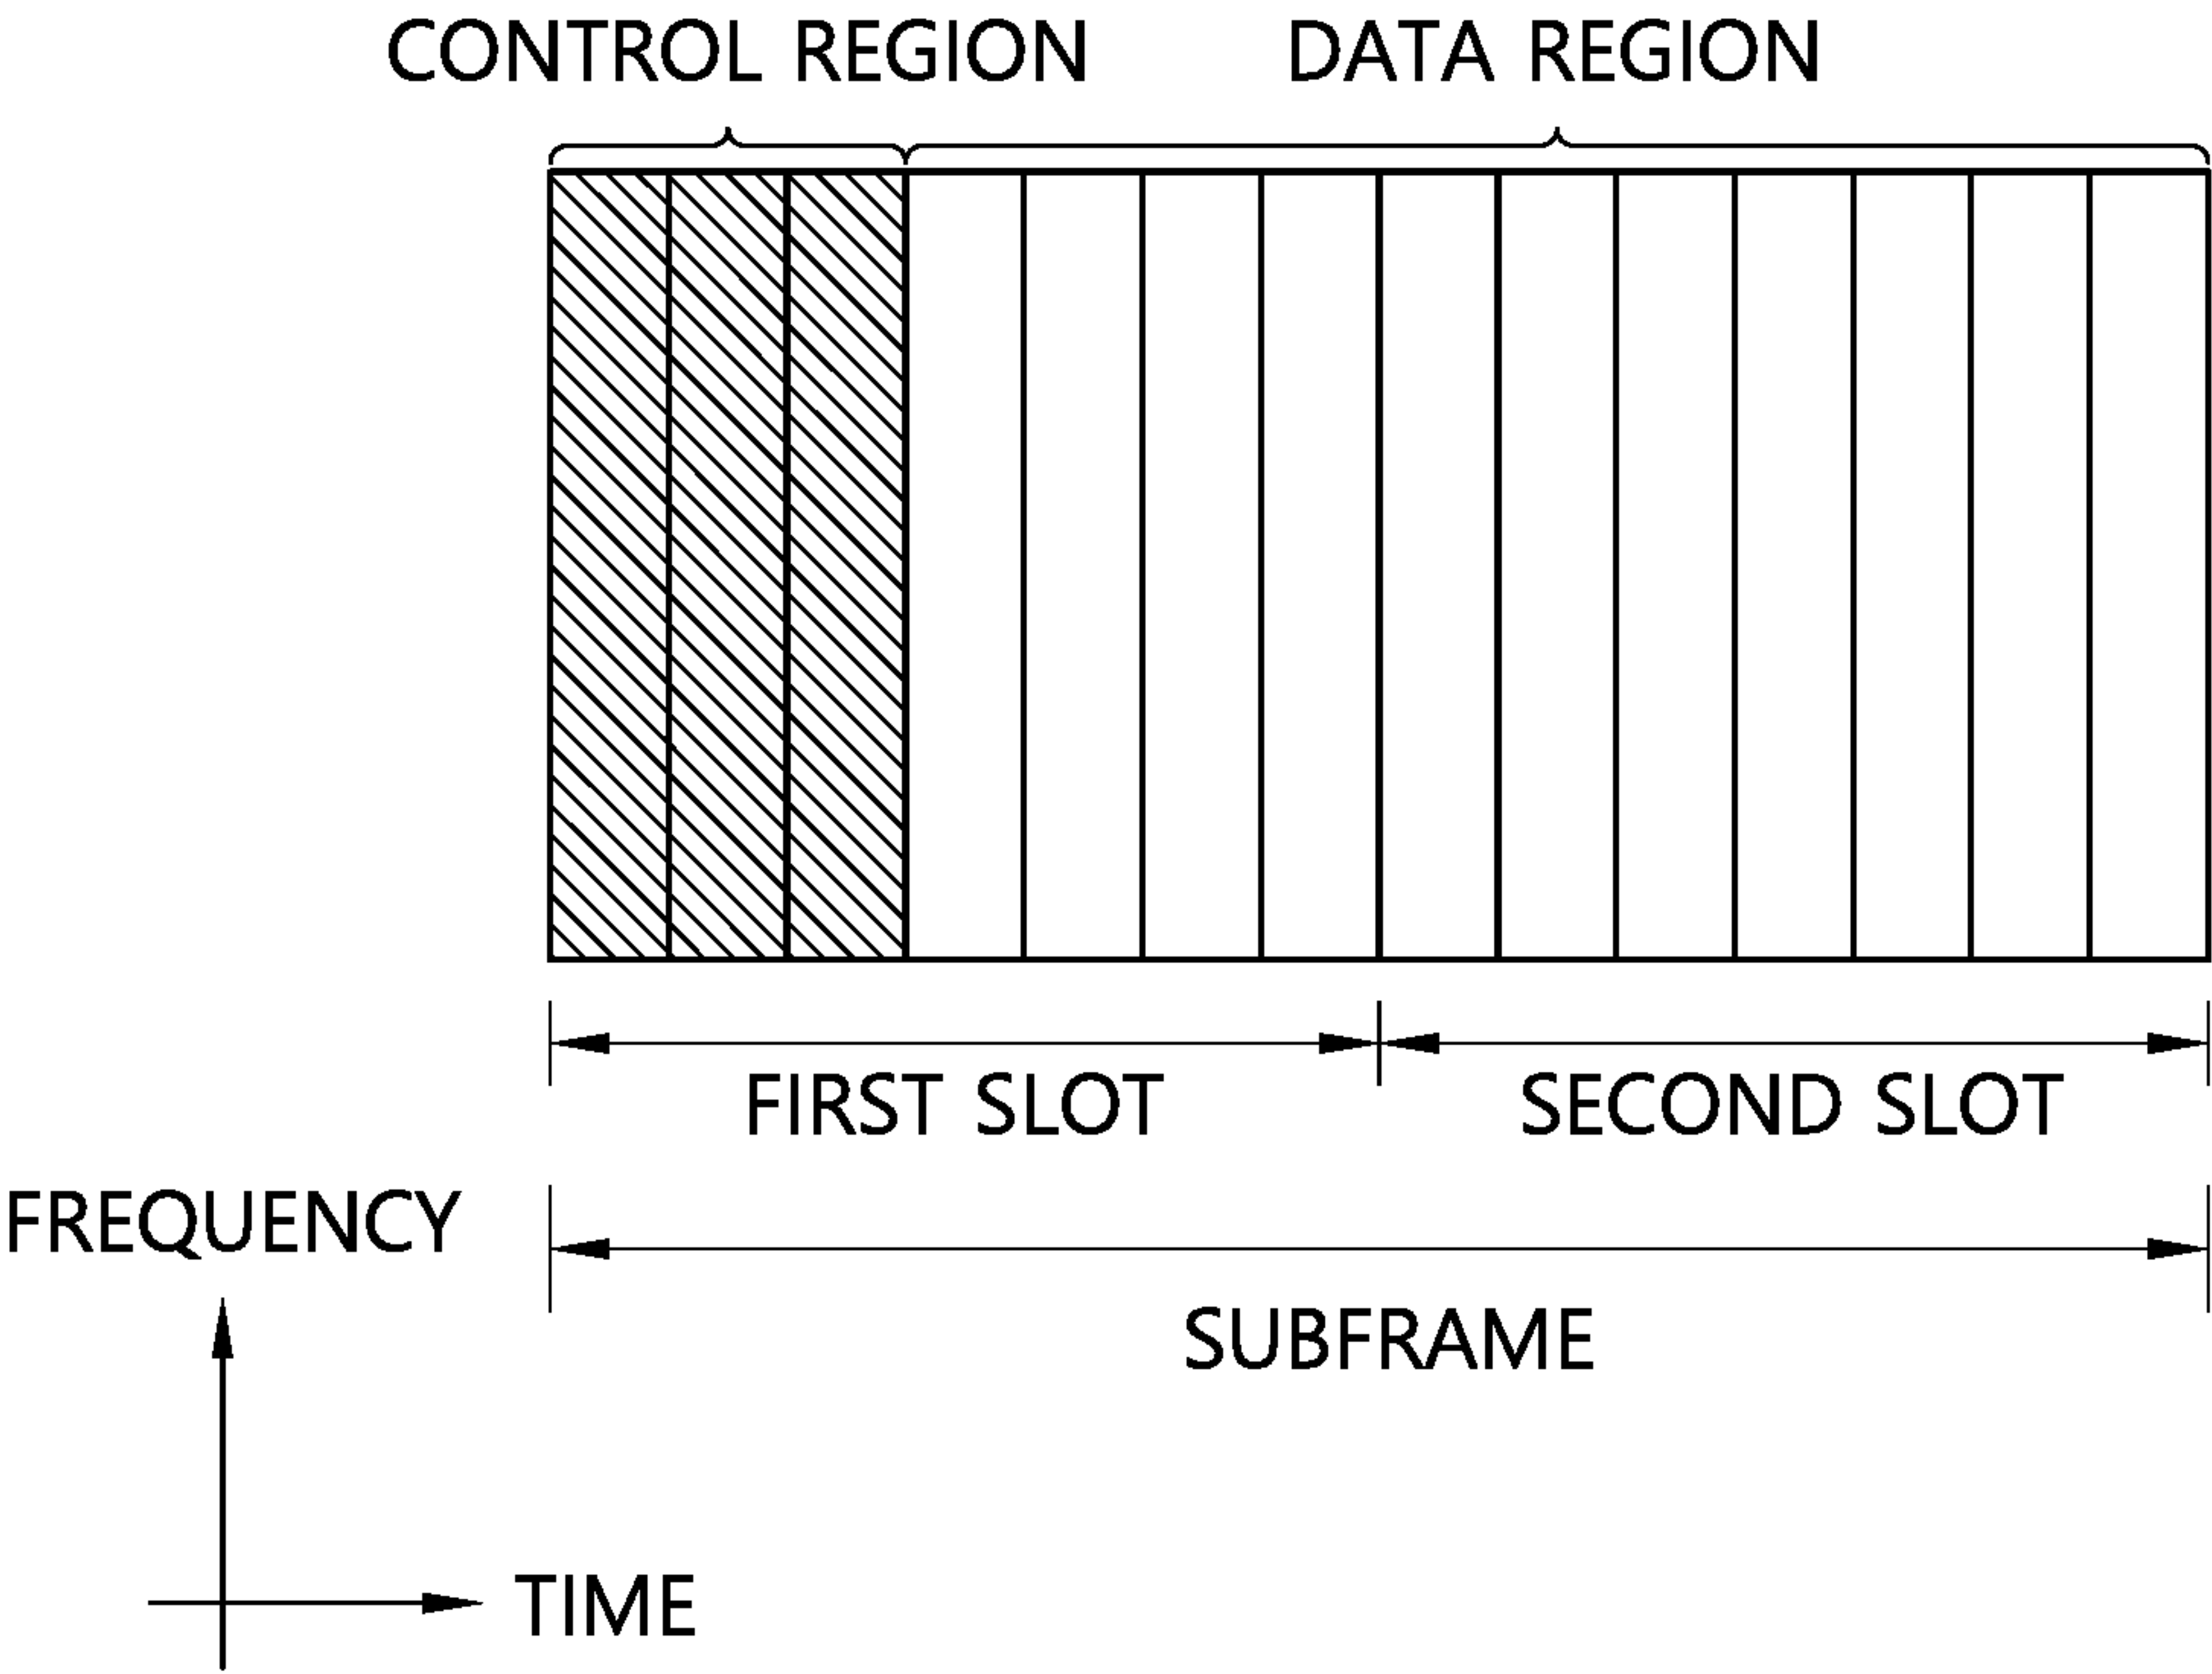 CONTROL REGION
DATA REGION
FIRST SLOT
SECOND SLOT
FREQUENCY
SUBFRAME
TIME